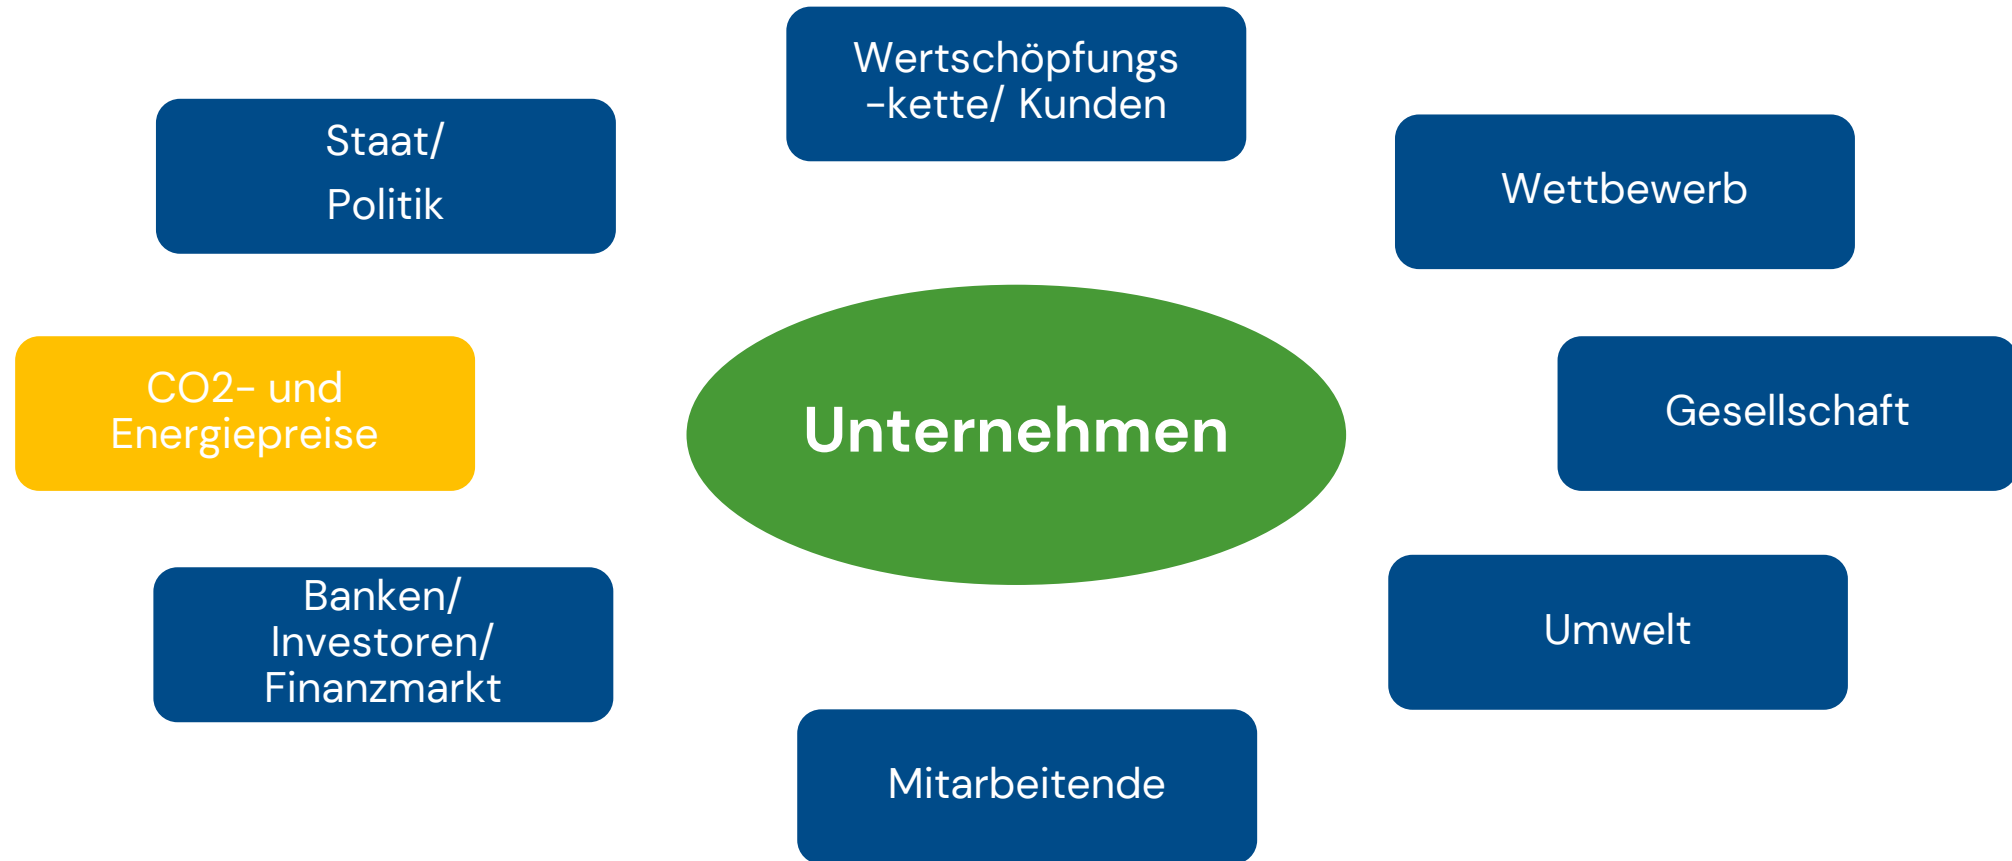 Wertschöpfungs
-kette/ Kunden
Staat/
Politik
Wettbewerb
CO2- und
Energiepreise
Unternehmen
Gesellschaft
Banken/
Investoren/
Finanzmarkt
Umwelt
Mitarbeitende